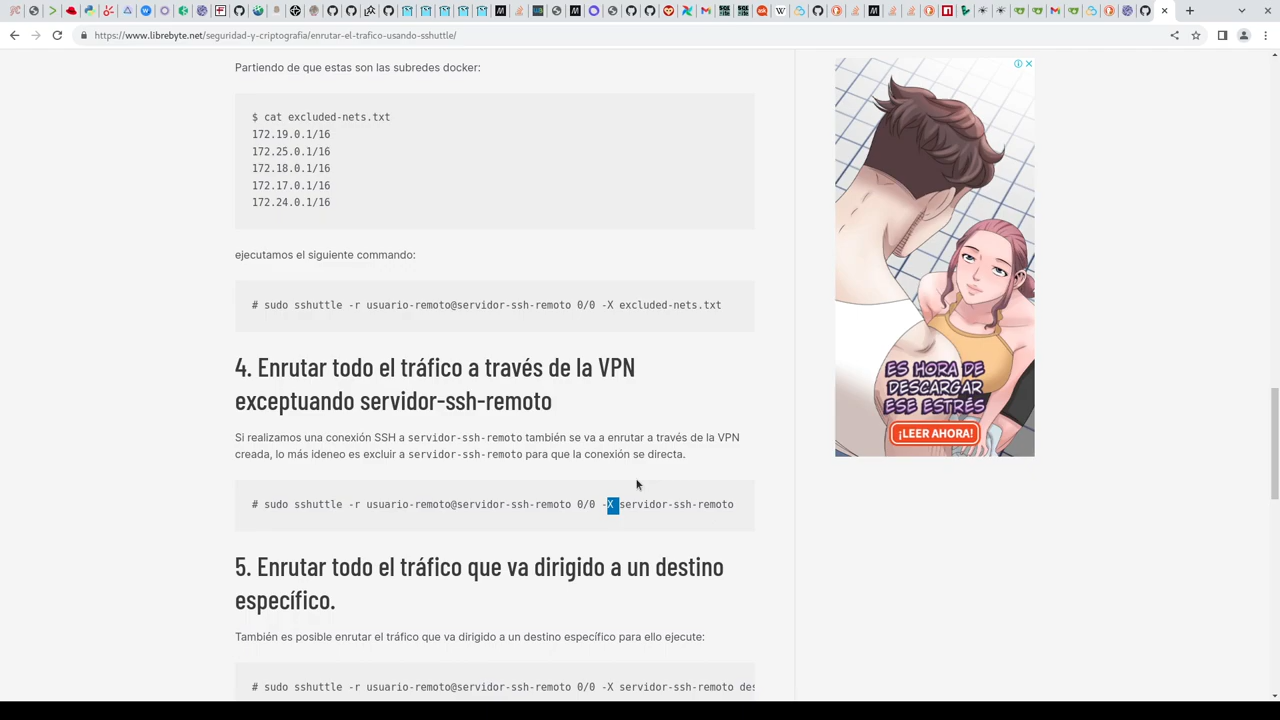 https://www.librebyte.net/seguridad-y-criptografia/enrutar-el-trafico-usando-sshuttle/
Partiendo de que estas son las subredes docker:
$ cat excluded-nets.txt
172.19.0.1/16
172.25.0.1/16
172.18.0.1/16
172.17.0.1/16
172.24.0.1/16
ejecutamos el siguiente commando:
# sudo sshuttle -r usuario-remoto@servidor-ssh-remoto 0/0 -X excluded-nets.txt
4. Enrutar todo el tráfico a través de la VPN
exceptuando servidor-ssh-remoto
SI realizamos una conexión SSH a servidor-ssh-remoto también se va a enrutar a través de la VPN
creada, lo más ideneo es excluir a servidor-ssh-remoto para que la conexión se directa.
# sudo sshuttle -r usuario-remoto@servidor-ssh-remoto 0/0 -X servidor-ssh-remoto
5. Enrutar todo el tráfico que va dirigido a un destino
específico.
También es posible enrutar el tráfico que va dirigido a un destino específico para ello ejecute:
# sudo sshuttle -r usuario-remoto@servidor-ssh-remoto 0/0 -X servidor-ssh-remoto des
ES HORA DE
DESCARGAR
ESE ESTRÉS
¡LEER AHORA!